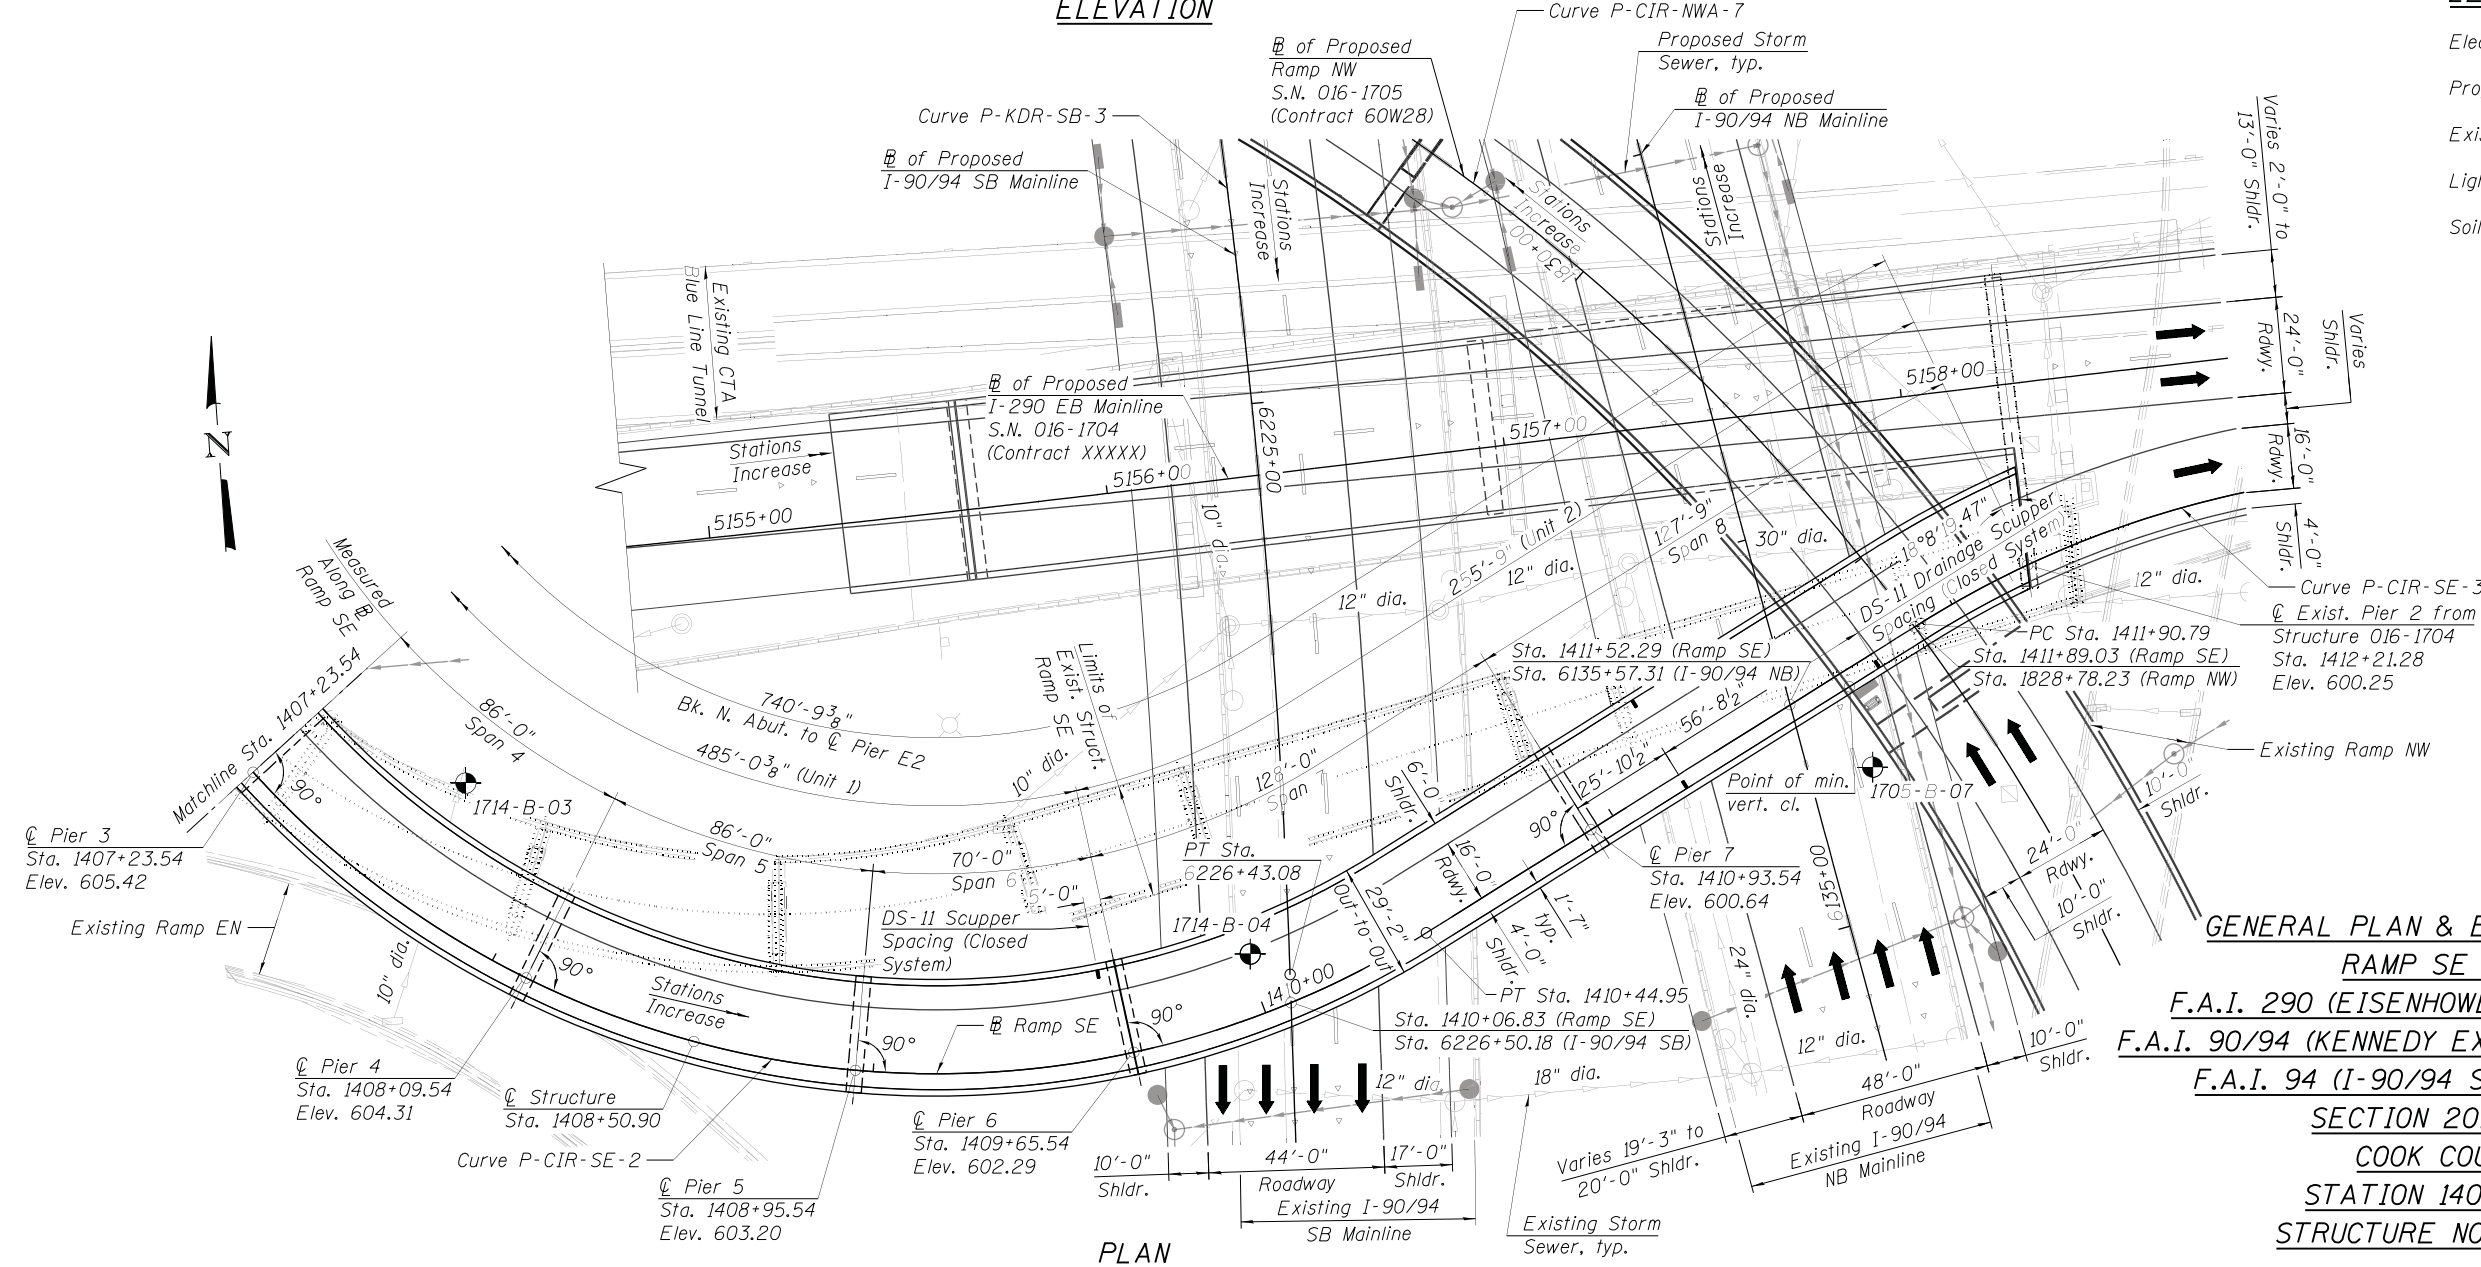 ELEVATION
Curve P-CIR-NWA-7
℄ of Proposed
Ramp NW
S.N. 016-1705
(Contract 60W28)
Proposed Storm
Sewer, typ.
of Proposed
I-90/94 NB Mainline
Curve P-KDR-SB-3
of Proposed
I-90/94 SB Mainline
Stations
Increase
Stations
Increase
Stations
Increase
1830+00
Varies 2'-0" to
13'-0" Shldr.
Existing CTA
Blue Line Tunnel
24'-0"
Rdwy.
Varies
Shldr.
of Proposed
I-290 EB Mainline
S.N. 016-1704
(Contract XXXXX)
Stations
Increase
5155+00
5156+00
5157+00
5158+00
6225+00
16'-0"
Rdwy.
4'-0"
Shldr.
N
Measured
Along
Ramp SE
10" dia.
12" dia.
12" dia.
255'-9" (Unit 2)
127'-9"
Span 8
30" dia.
18°8'19.47"
DS-11 Drainage Scupper
Spacing (Closed System)
12" dia.
Curve P-CIR-SE-3
℄ Exist. Pier 2 from
Structure 016-1704
Sta. 1412+21.28
Elev. 600.25
PC Sta. 1411+90.79
Sta. 1411+89.03 (Ramp SE)
Sta. 1828+78.23 (Ramp NW)
Sta. 1411+52.29 (Ramp SE)
Sta. 6135+57.31 (I-90/94 NB)
Matchline Sta. 1407+23.54
86'-0"
Span 4
740'-9⅜"
Bk. N. Abut. to ℄ Pier E2
485'-0⅜" (Unit 1)
Limits of
Exist. Struct.
Ramp SE
10" dia.
128'-0"
Span 7
6'-0"
Shldr.
25'-10½"
56'-8½"
Existing Ramp NW
Point of min.
vert. cl.
1705-B-07
10'-0"
Shldr.
90°
1714-B-03
86'-0"
Span 5
70'-0"
Span 6
PT Sta.
6226+43.08
90°
℄ Pier 3
Sta. 1407+23.54
Elev. 605.42
℄ Pier 7
Sta. 1410+93.54
Elev. 600.64
16'-0"
Rdwy.
29'-2"
Out-to-Out
1'-7"
typ.
4'-0"
Shldr.
6135+00
24'-0"
Rdwy.
10'-0"
Shldr.
Existing Ramp EN
10" dia.
DS-11 Scupper
Spacing (Closed
System)
1714-B-04
90°
Stations
Increase
Ramp SE
90°
90°
PT Sta. 1410+44.95
Sta. 1410+06.83 (Ramp SE)
Sta. 6226+50.18 (I-90/94 SB)
24" dia.
12" dia.
10'-0"
Shldr.
℄ Pier 4
Sta. 1408+09.54
Elev. 604.31
℄ Structure
Sta. 1408+50.90
Curve P-CIR-SE-2
℄ Pier 5
Sta. 1408+95.54
Elev. 603.20
℄ Pier 6
Sta. 1409+65.54
Elev. 602.29
12" dia.
18" dia.
10'-0"
Shldr.
44'-0"
Roadway
17'-0"
Shldr.
Existing I-90/94
SB Mainline
Existing Storm
Sewer, typ.
Varies 19'-3" to
20'-0" Shldr.
48'-0"
Roadway
Existing I-90/94
NB Mainline
PLAN
GENERAL PLAN &
RAMP SE
F.A.I. 290
F.A.I. 90/94 (KENNEDY
F.A.I. 94 (I-90/94
SECTION
COOK
STATION
STRUCTURE